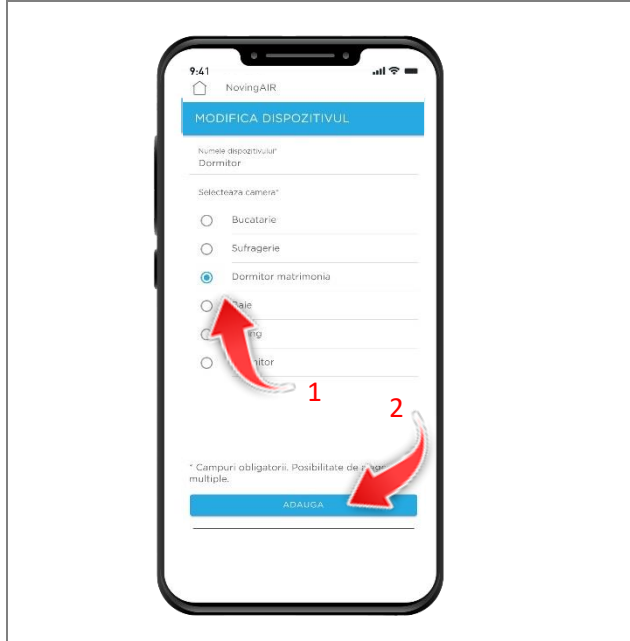 9:41
NovingAIR
MODIFICA DISPOZITIVUL
Numele dispozitivului*
Dormitor
Selecteaza camera*
Bucatarie
Sufragerie
Dormitor matrimonia
1
2
* Campuri obligatorii. Posibilitate de
multiple.
ADAUGA